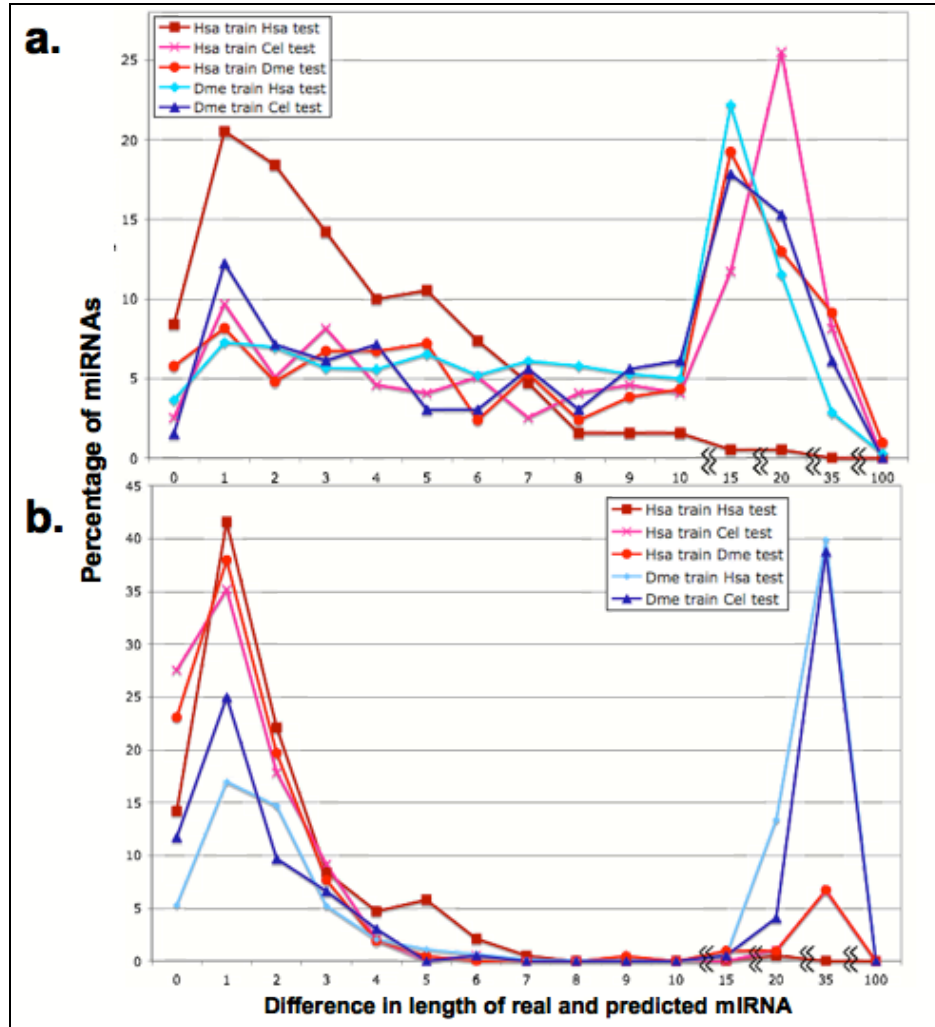 a.
Hsa train Hsa test
Hsa train Cel test
Hsa train Dme test
Dme train Hsa test
Dme train Cel test
25
20
15
10
5
0
0 1 2 3 4 5 6 7 8 9 10 15 20 35 100
Percentage of miRNAs
b.
Hsa train Hsa test
Hsa train Cel test
Hsa train Dme test
Dme train Hsa test
Dme train Cel test
45
40
35
30
25
20
15
10
5
0
0 1 2 3 4 5 6 7 8 9 10 15 20 35 100
Difference in length of real and predicted miRNA